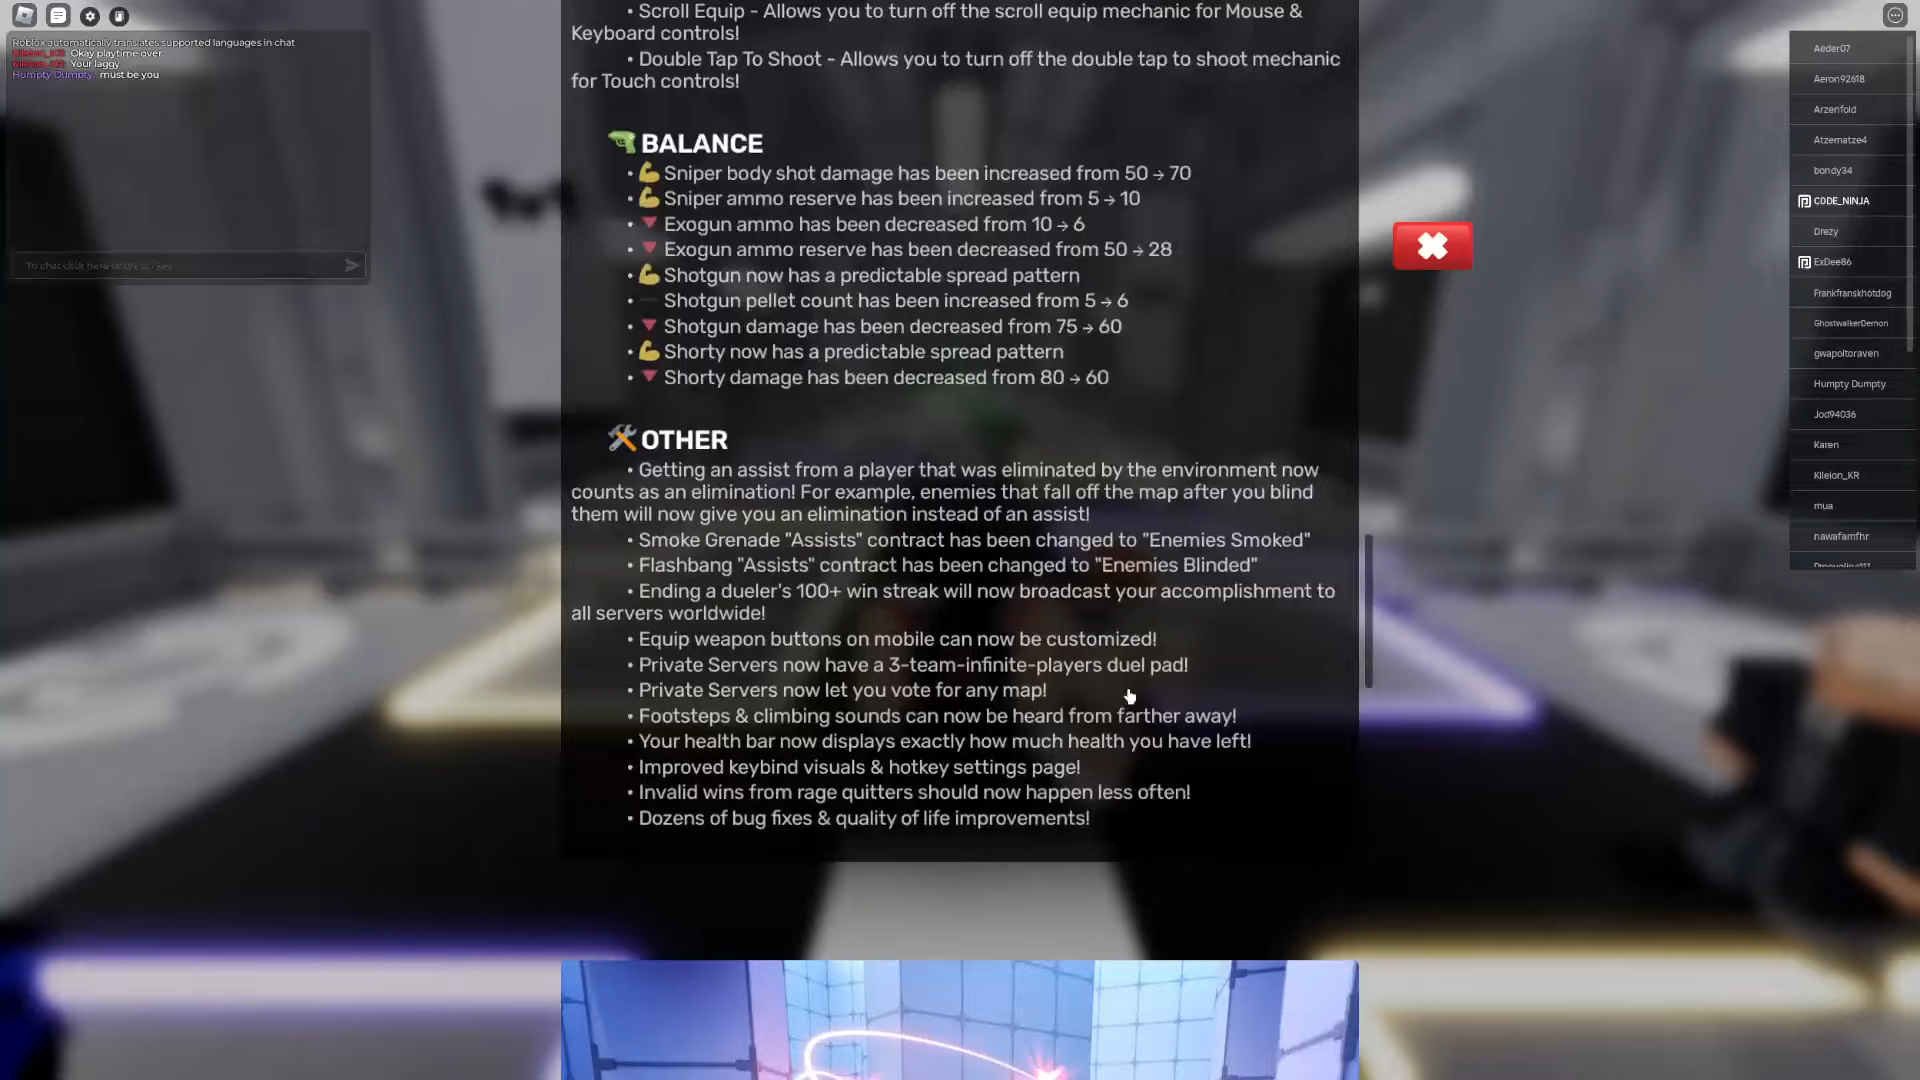 Roblox automatically translates supported languages in chat
Kileion_KR: Okay playtime over
Kileion_KR: Your laggy
Humpty Dumpty: must be you
To chat click here or press / key
• Scroll Equip - Allows you to turn off the scroll equip mechanic for Mouse &
Keyboard controls!
• Double Tap To Shoot - Allows you to turn off the double tap to shoot mechanic
for Touch controls!
BALANCE
• Sniper body shot damage has been increased from 50 → 70
• Sniper ammo reserve has been increased from 5 → 10
• Exogun ammo has been decreased from 10 → 6
• Exogun ammo reserve has been decreased from 50 → 28
• Shotgun now has a predictable spread pattern
• Shotgun pellet count has been increased from 5 → 6
• Shotgun damage has been decreased from 75 → 60
• Shorty now has a predictable spread pattern
• Shorty damage has been decreased from 80 → 60
OTHER
• Getting an assist from a player that was eliminated by the environment now
counts as an elimination! For example, enemies that fall off the map after you blind
them will now give you an elimination instead of an assist!
• Smoke Grenade "Assists" contract has been changed to "Enemies Smoked"
• Flashbang "Assists" contract has been changed to "Enemies Blinded"
• Ending a dueler's 100+ win streak will now broadcast your accomplishment to
all servers worldwide!
• Equip weapon buttons on mobile can now be customized!
• Private Servers now have a 3-team-infinite-players duel pad!
• Private Servers now let you vote for any map!
• Footsteps & climbing sounds can now be heard from farther away!
• Your health bar now displays exactly how much health you have left!
• Improved keybind visuals & hotkey settings page!
• Invalid wins from rage quitters should now happen less often!
• Dozens of bug fixes & quality of life improvements!
Aeder07
Aeron92618
Arzenfold
Atzematze4
bondy34
C0DE_NINJA
Drezy
ExDee86
Frankfranskhotdog
GhostwalkerDemon
gwapoitoraven
Humpty Dumpty
Jod94036
Karen
Kileion_KR
mua
nawafamfhr